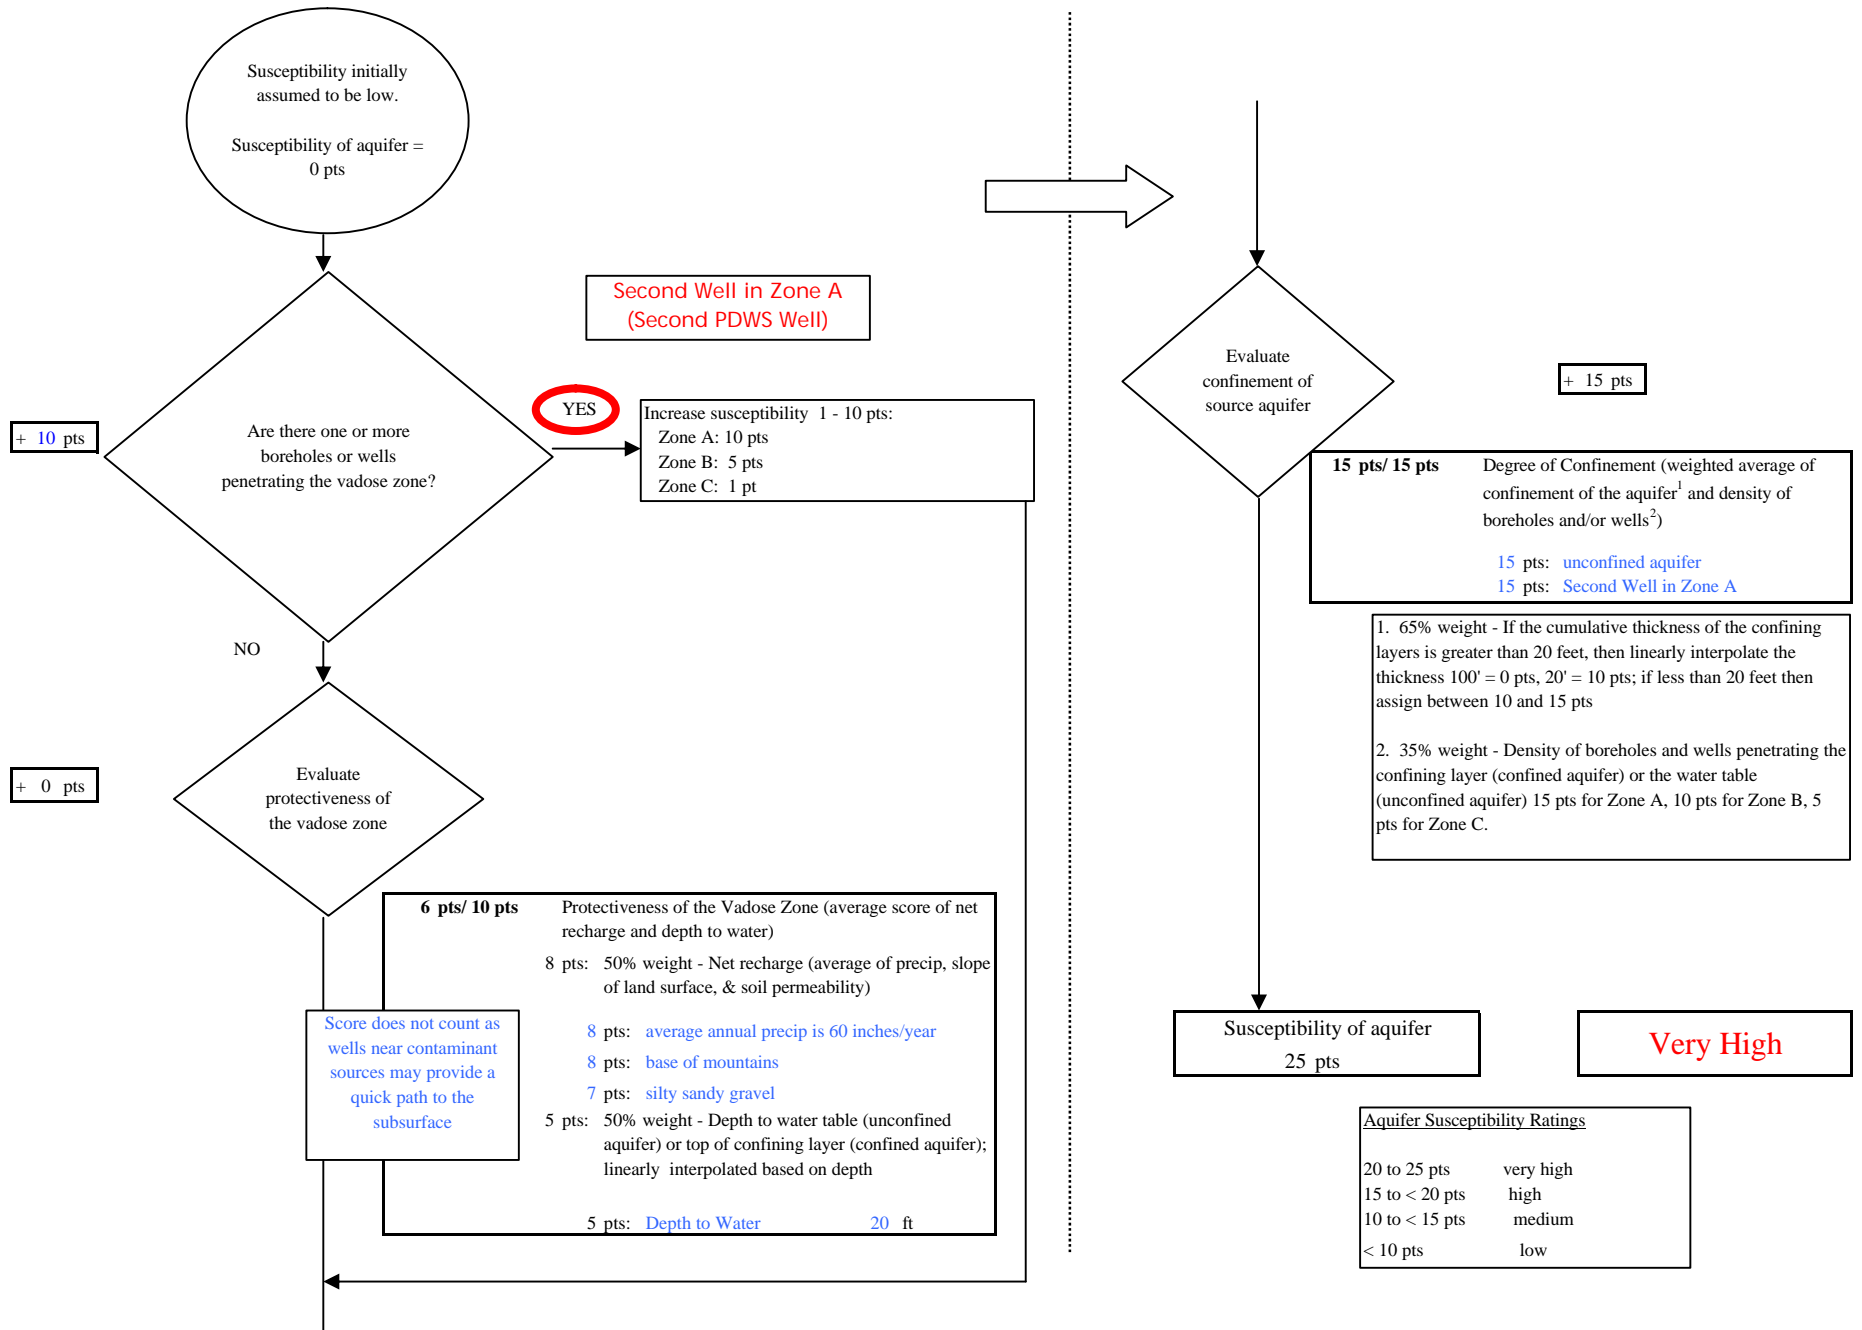 Susceptibility initially
assumed to be low.
Susceptibility of aquifer =
0 pts
Second Well in Zone A
(Second PDWS Well)
YES
+ 10 pts
Are there one or more
boreholes or wells
penetrating the vadose zone?
Increase susceptibility 1 - 10 pts:
Zone A: 10 pts
Zone B: 5 pts
Zone C: 1 pt
NO
+ 0 pts
Evaluate
protectiveness of
the vadose zone
6 pts/ 10 pts Protectiveness of the Vadose Zone (average score of net
recharge and depth to water)
8 pts: 50% weight - Net recharge (average of precip, slope
of land surface, & soil permeability)
8 pts: average annual precip is 60 inches/year
8 pts: base of mountains
7 pts: silty sandy gravel
5 pts: 50% weight - Depth to water table (unconfined
aquifer) or top of confining layer (confined aquifer);
linearly interpolated based on depth
5 pts: Depth to Water 20 ft
Score does not count as
wells near contaminant
sources may provide a
quick path to the
subsurface
Evaluate
confinement of
source aquifer
+ 15 pts
15 pts/ 15 pts Degree of Confinement (weighted average of
confinement of the aquifer1 and density of
boreholes and/or wells2)
15 pts: unconfined aquifer
15 pts: Second Well in Zone A
1. 65% weight - If the cumulative thickness of the confining
layers is greater than 20 feet, then linearly interpolate the
thickness 100' = 0 pts, 20' = 10 pts; if less than 20 feet then
assign between 10 and 15 pts
2. 35% weight - Density of boreholes and wells penetrating the
confining layer (confined aquifer) or the water table
(unconfined aquifer) 15 pts for Zone A, 10 pts for Zone B, 5
pts for Zone C.
Susceptibility of aquifer
25 pts
Very High
Aquifer Susceptibility Ratings
20 to 25 pts very high
15 to < 20 pts high
10 to < 15 pts medium
< 10 pts low